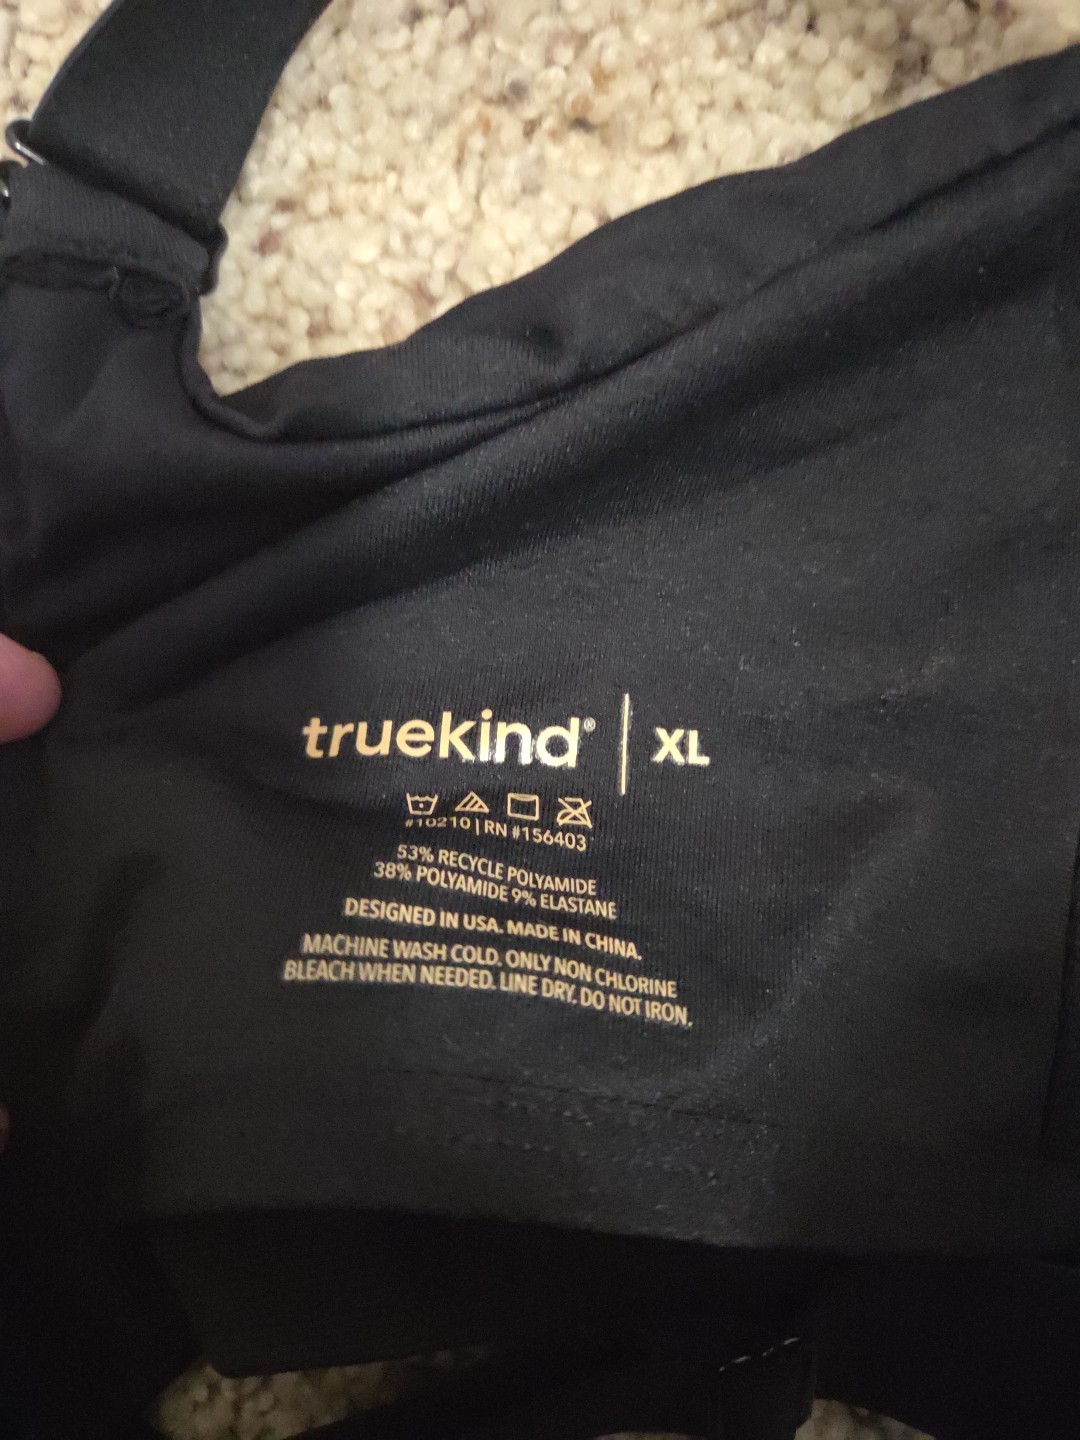 truekind® | XL
#10210 | RN #156403
53% RECYCLE POLYAMIDE
38% POLYAMIDE 9% ELASTANE
DESIGNED IN USA. MADE IN CHINA.
MACHINE WASH COLD. ONLY NON CHLORINE
BLEACH WHEN NEEDED. LINE DRY. DO NOT IRON.